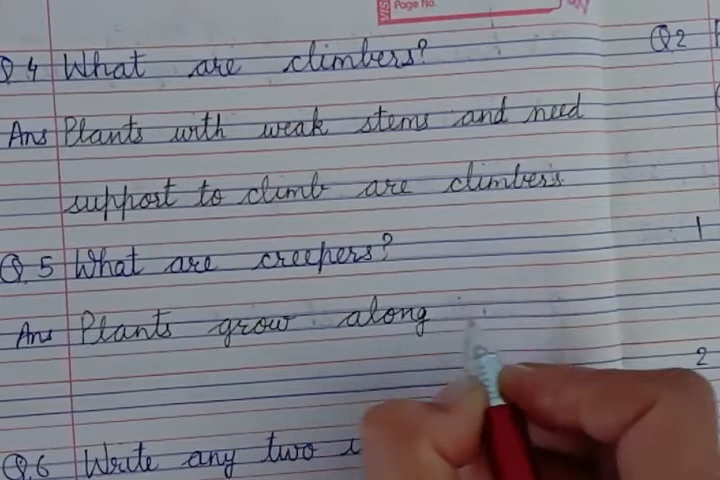 Page No.
Q 4 What are climbers?
Q 2
Ans Plants with weak stems and need
support to climb are climbers.
Q. 5 What are creepers?
1
Ans Plants grow along
2
Q. 6 Write any two